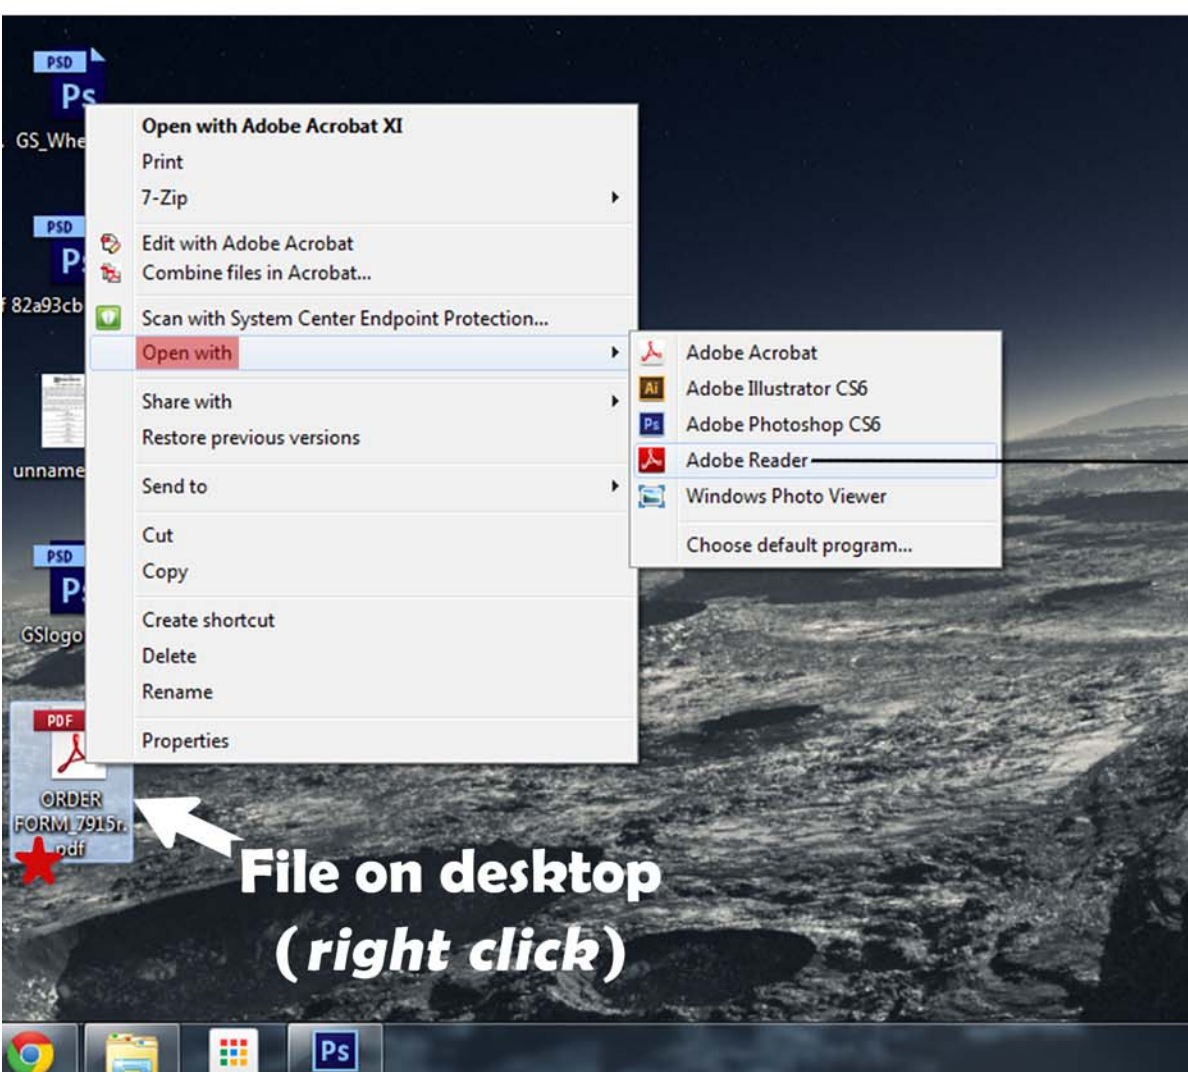 PSD
Ps
GS_Whe
PSD
f 82a93cb
unname
PSD
GSlogo
PDF
ORDER
FORM_7915r.
pdf
Open with Adobe Acrobat XI
Print
7-Zip
Edit with Adobe Acrobat
Combine files in Acrobat...
Scan with System Center Endpoint Protection...
Open with
Share with
Restore previous versions
Send to
Cut
Copy
Create shortcut
Delete
Rename
Properties
Adobe Acrobat
Ai
Adobe Illustrator CS6
Ps
Adobe Photoshop CS6
Adobe Reader
Windows Photo Viewer
Choose default program...
File on desktop
(right click)
Ps